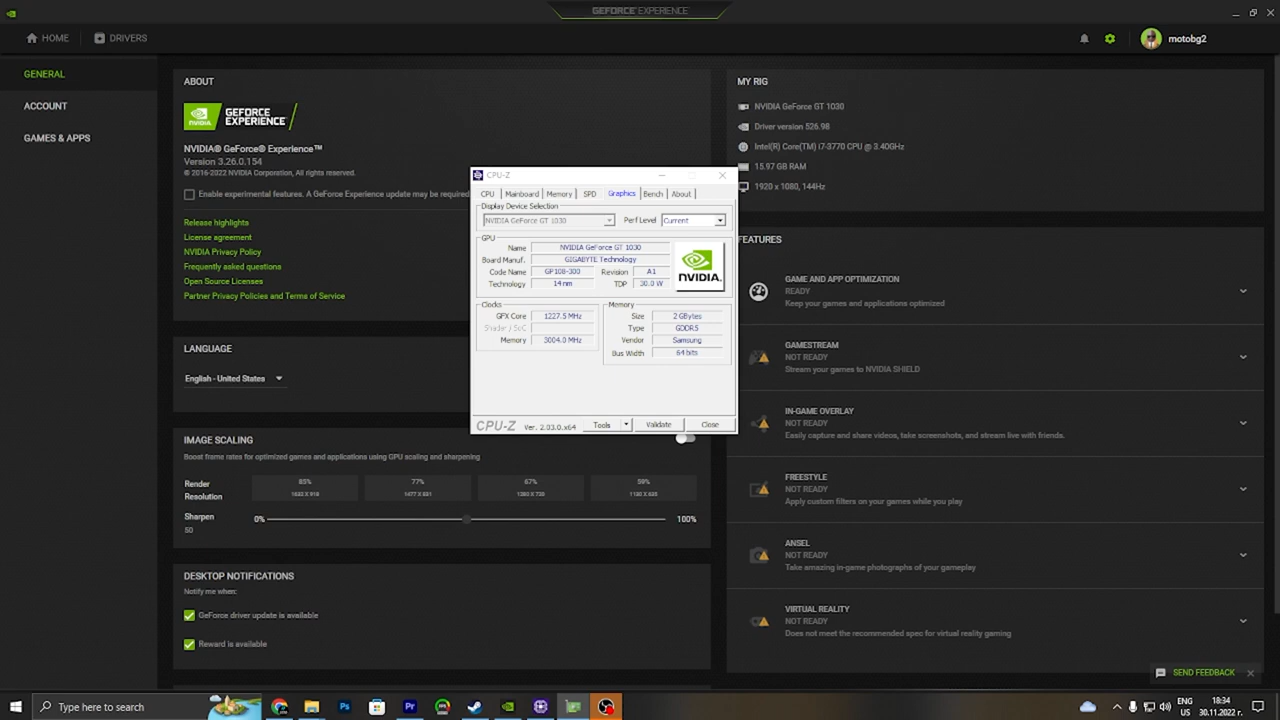 GEFORCE EXPERIENCE
HOME
DRIVERS
motobg2
GENERAL
ACCOUNT
GAMES & APPS
ABOUT
NVIDIA
GEFORCE
EXPERIENCE
NVIDIA® GeForce® Experience™
Version 3.26.0.154
© 2016-2022 NVIDIA Corporation, All rights reserved.
Enable experimental features. A GeForce Experience update may be required
Release highlights
License agreement
NVIDIA Privacy Policy
Frequently asked questions
Open Source Licenses
Partner Privacy Policies and Terms of Service
LANGUAGE
English - United States
IMAGE SCALING
Boost frame rates for optimized games and applications using GPU scaling and sharpening
Render
Resolution
85% 77% 67% 59%
Sharpen
50
0% 100%
DESKTOP NOTIFICATIONS
Notify me when:
GeForce driver update is available
Reward is available
CPU-Z
CPU Mainboard Memory SPD Graphics Bench About
Display Device Selection
NVIDIA GeForce GT 1030 Perf Level Current
GPU
Name NVIDIA GeForce GT 1030
Board Manuf. GIGABYTE Technology
Code Name GP108-300 Revision A1
Technology 14 nm TDP 30.0 W
NVIDIA.
Clocks
GFX Core 1227.5 MHz
Shader / SoC
Memory 3004.0 MHz
Memory
Size 2 GBytes
Type GDDR5
Vendor Samsung
Bus Width 64 bits
CPU-Z Ver. 2.03.0.x64 Tools Validate Close
MY RIG
NVIDIA GeForce GT 1030
Driver version 526.98
Intel(R) Core(TM) i7-3770 CPU @ 3.40GHz
15.97 GB RAM
1920 x 1080, 144Hz
FEATURES
GAME AND APP OPTIMIZATION
READY
Keep your games and applications optimized
GAMESTREAM
NOT READY
Stream your games to NVIDIA SHIELD
IN-GAME OVERLAY
NOT READY
Easily capture and share videos, take screenshots, and stream live with friends.
FREESTYLE
NOT READY
Apply custom filters on your games while you play
ANSEL
NOT READY
Take amazing in-game photographs of your gameplay
VIRTUAL REALITY
NOT READY
Does not meet the recommended spec for virtual reality gaming
SEND FEEDBACK
Type here to search
ENG
US
18:34
30.11.2022 г.